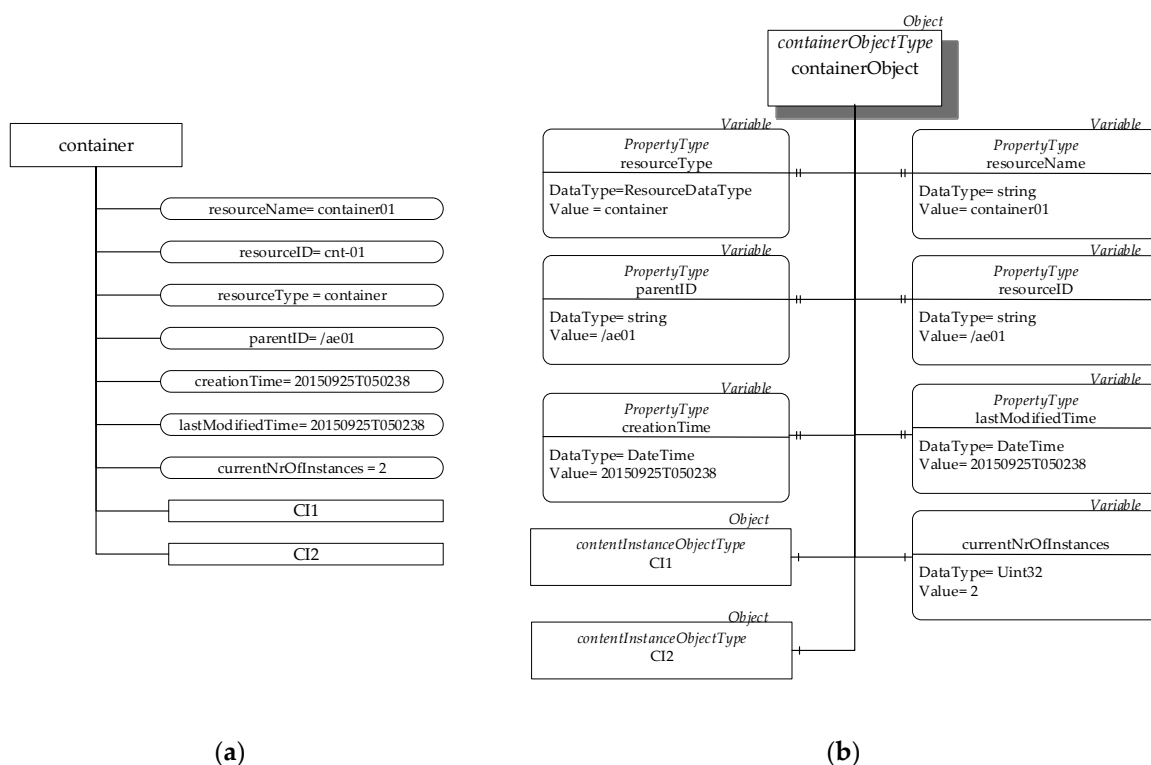 container
resourceName= container01
resourceID= cnt-01
resourceType = container
parentID= /ae01
creationTime= 20150925T050238
lastModifiedTime= 20150925T050238
currentNrOfInstances = 2
CI1
CI2
(a)
Object
containerObjectType
containerObject
Variable
PropertyType
resourceType
DataType=ResourceDataType
Value = container
Variable
PropertyType
resourceName
DataType= string
Value= container01
Variable
PropertyType
parentID
DataType= string
Value= /ae01
Variable
PropertyType
resourceID
DataType= string
Value= /ae01
Variable
PropertyType
creationTime
DataType= DateTime
Value= 20150925T050238
Variable
PropertyType
lastModifiedTime
DataType= DateTime
Value= 20150925T050238
Object
contentInstanceObjectType
CI1
Variable
currentNrOfInstances
DataType= Uint32
Value= 2
Object
contentInstanceObjectType
CI2
(b)